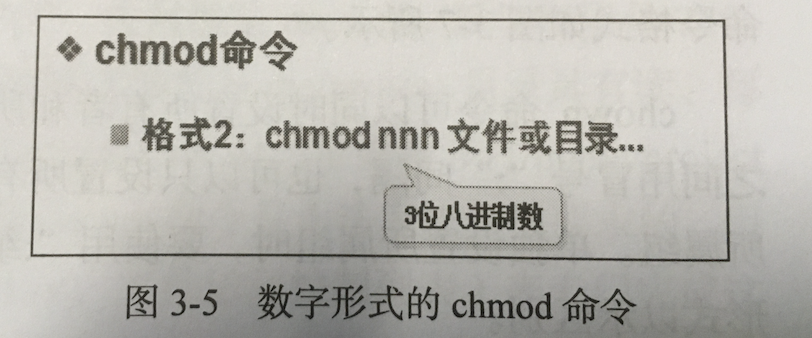 ❖ chmod命令
■ 格式2：chmod nnn 文件或目录...
3位八进制数
图 3-5 数字形式的 chmod 命令